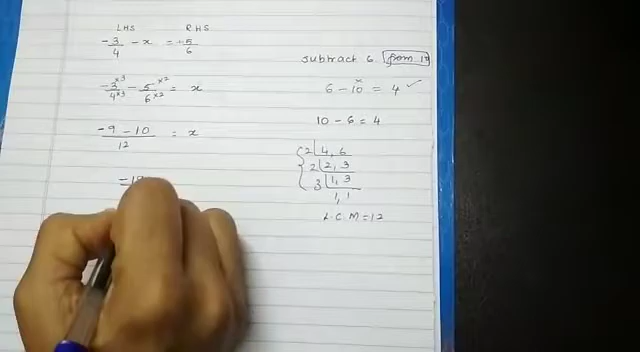 LHS R.HS
-3/4 - x = +5/6
-3×3/4×3 - 5×2/6×2 = x
-9 - 10/12 = x
subtract 6 from 10
6 - 10 = 4 ✓
×
10 - 6 = 4
2 | 4, 6
2 | 2, 3
3 | 1, 3
1, 1
L.C.M = 12